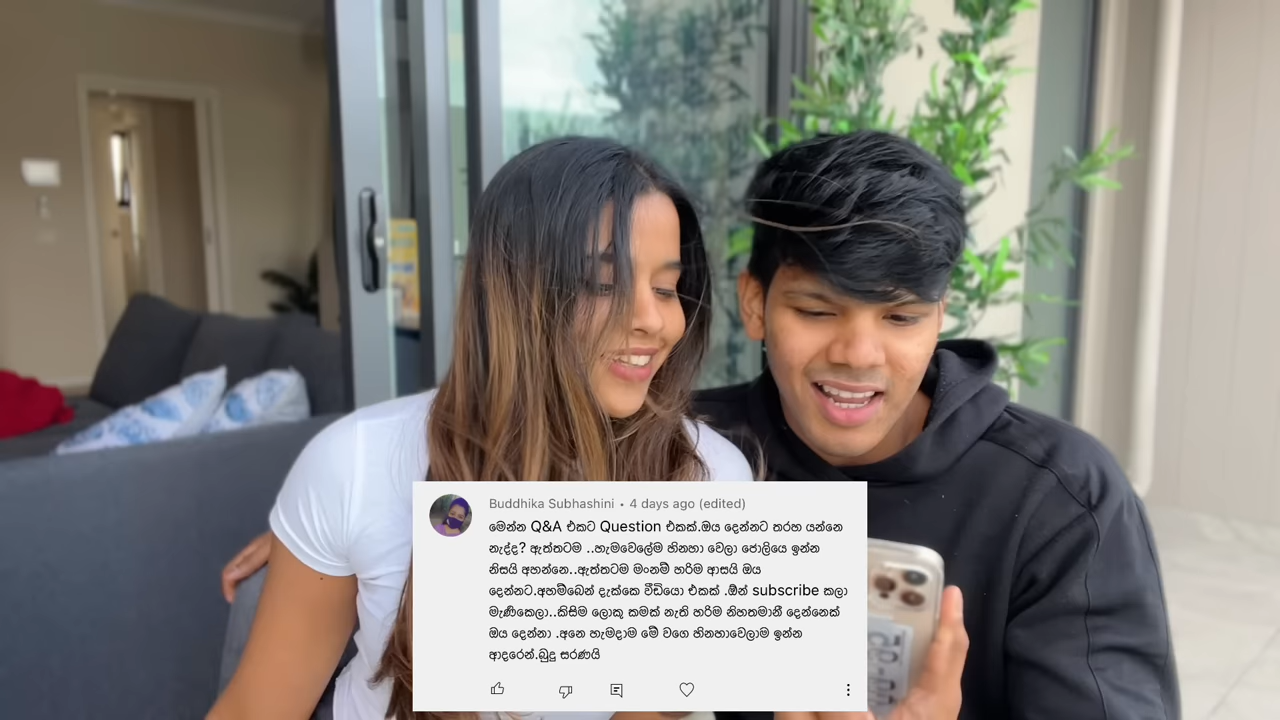 Buddhika Subhashini • 4 days ago (edited)
මෙන්න Q&A එකට Question එකක්.ඔය දෙන්නට තරහ යන්නෙ
නැද්ද? ඇත්තටම ..හැමවෙලේම හිනහා වෙලා ජොලියෙ ඉන්න
නිසයි අහන්නෙ..ඇත්තටම මංනම් හරිම ආසයි ඔය
දෙන්නට.අහම්බෙන් දැක්කෙ වීඩියො එකක් .ඕන් subscribe කලා
මැණිකෙලා..කිසිම ලොකු කමක් නැති හරිම නිහතමානී දෙන්නෙක්
ඔය දෙන්නා .අනෙ හැමදාම මේ වගෙ හිනහාවෙලාම ඉන්න
ආදරෙන්.බුදු සරණයි